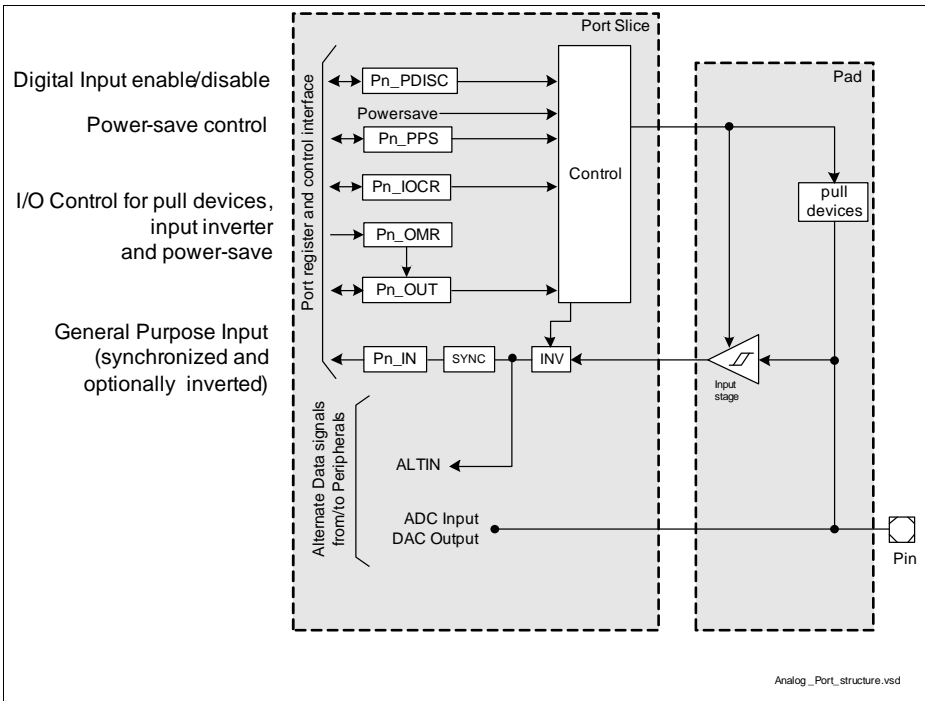 Port Slice
Pad
Digital Input enable/disable
Power-save control
I/O Control for pull devices,
input inverter
and power-save
General Purpose Input
(synchronized and
optionally inverted)
Port register and control interface
Pn_PDISC
Powersave
Pn_PPS
Pn_IOCR
Pn_OMR
Pn_OUT
Control
pull
devices
Pn_IN
SYNC
INV
Input
stage
Alternate Data signals
from/to Peripherals
ALTIN
ADC Input
DAC Output
Pin
Analog_Port_structure.vsd